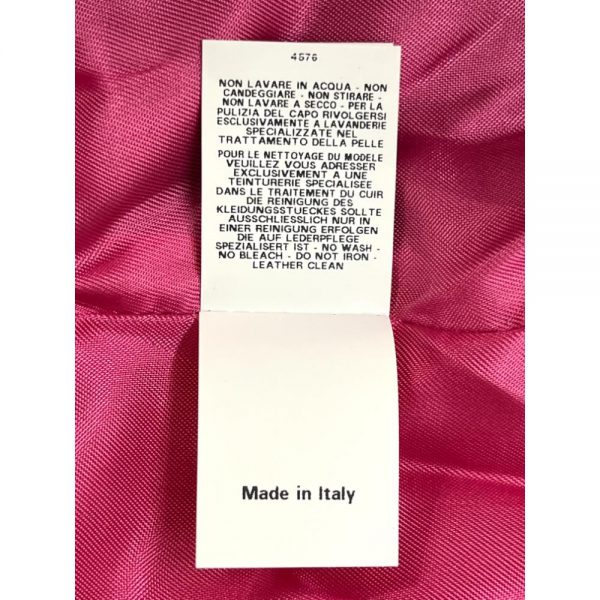 4576
NON LAVARE IN ACQUA - NON
CANDEGGIARE - NON STIRARE -
NON LAVARE A SECCO - PER LA
PULIZIA DEL CAPO RIVOLGERSI
ESCLUSIVAMENTE A LAVANDERIE
SPECIALIZZATE NEL
TRATTAMENTO DELLA PELLE
POUR LE NETTOYAGE DU MODELE
VEUILLEZ VOUS ADRESSER
EXCLUSIVEMENT A UNE
TEINTURERIE SPECIALISEE
DANS LE TRAITEMENT DU CUIR
DIE REINIGUNG DES
KLEIDUNGSSTUECKES SOLLTE
AUSSCHLIESSLICH NUR IN
EINER REINIGUNG ERFOLGEN
DIE AUF LEDERPFLEGE
SPEZIALISERT IST - NO WASH -
NO BLEACH - DO NOT IRON -
LEATHER CLEAN
Made in Italy